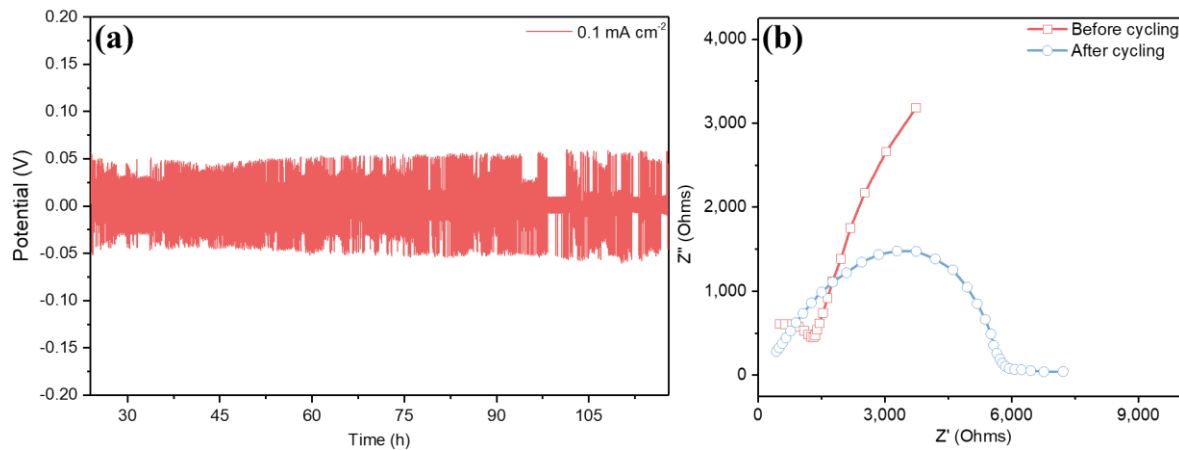 (a)
0.1 mA cm⁻²
0.20
0.15
0.10
0.05
0.00
-0.05
-0.10
-0.15
-0.20
Potential (V)
30
45
60
75
90
105
Time (h)
(b)
Before cycling
After cycling
4,000
3,000
2,000
1,000
0
Z" (Ohms)
0
3,000
6,000
9,000
Z' (Ohms)